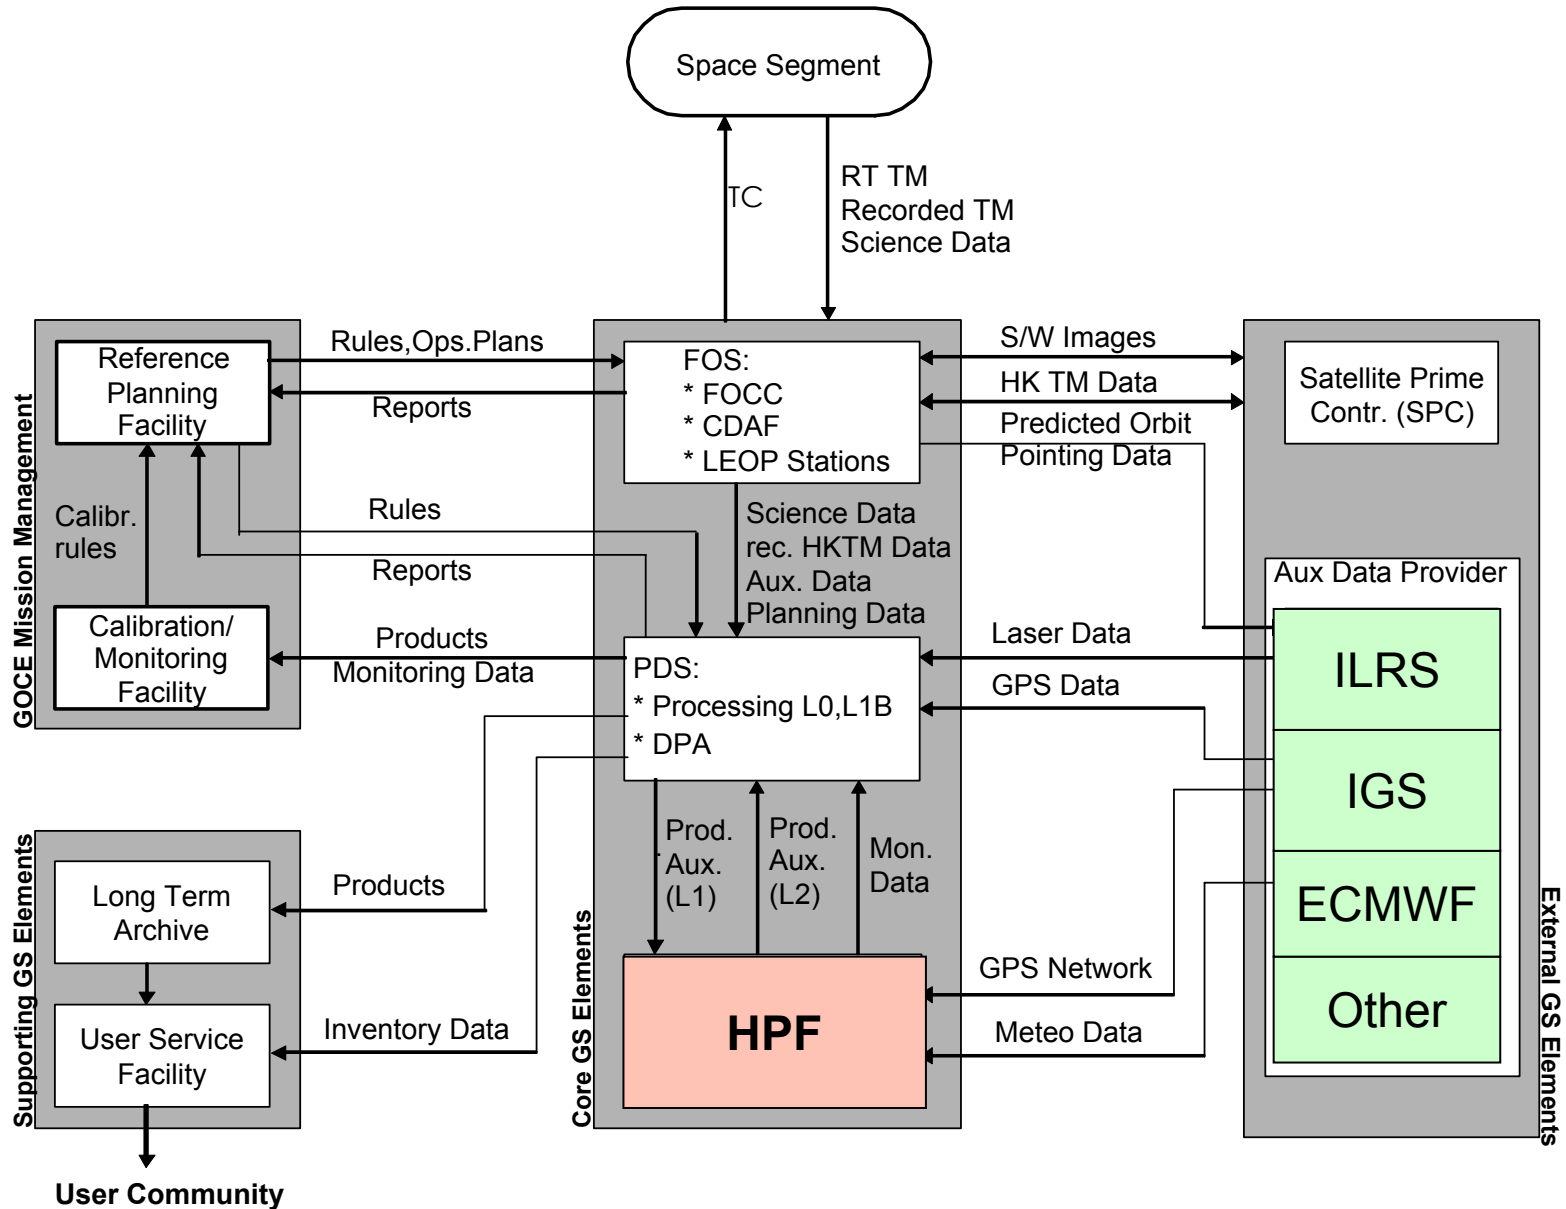 Space Segment
TC
RT TM
Recorded TM
Science Data
GOCE Mission Management
Reference
Planning
Facility
Calibr.
rules
Calibration/
Monitoring
Facility
Rules,Ops.Plans
Reports
Rules
Reports
Products
Monitoring Data
Core GS Elements
FOS:
* FOCC
* CDAF
* LEOP Stations
Science Data
rec. HKTM Data
Aux. Data
Planning Data
PDS:
* Processing L0,L1B
* DPA
Prod.
Aux.
(L1)
Prod.
Aux.
(L2)
Mon.
Data
HPF
S/W Images
HK TM Data
Predicted Orbit
Pointing Data
Laser Data
GPS Data
GPS Network
Meteo Data
External GS Elements
Satellite Prime
Contr. (SPC)
Aux Data Provider
ILRS
IGS
ECMWF
Other
Supporting GS Elements
Long Term
Archive
User Service
Facility
Products
Inventory Data
User Community